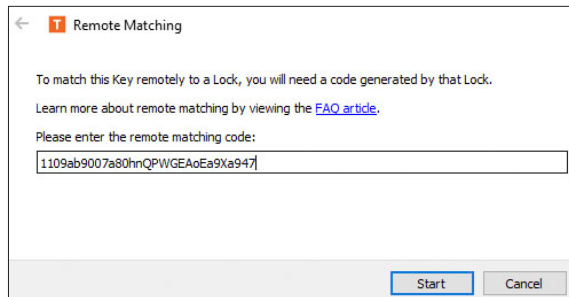 T Remote Matching
To match this Key remotely to a Lock, you will need a code generated by that Lock.
Learn more about remote matching by viewing the FAQ article.
Please enter the remote matching code:
1109ab9007a80hnQPWGEAoEa9Xa947
Start Cancel